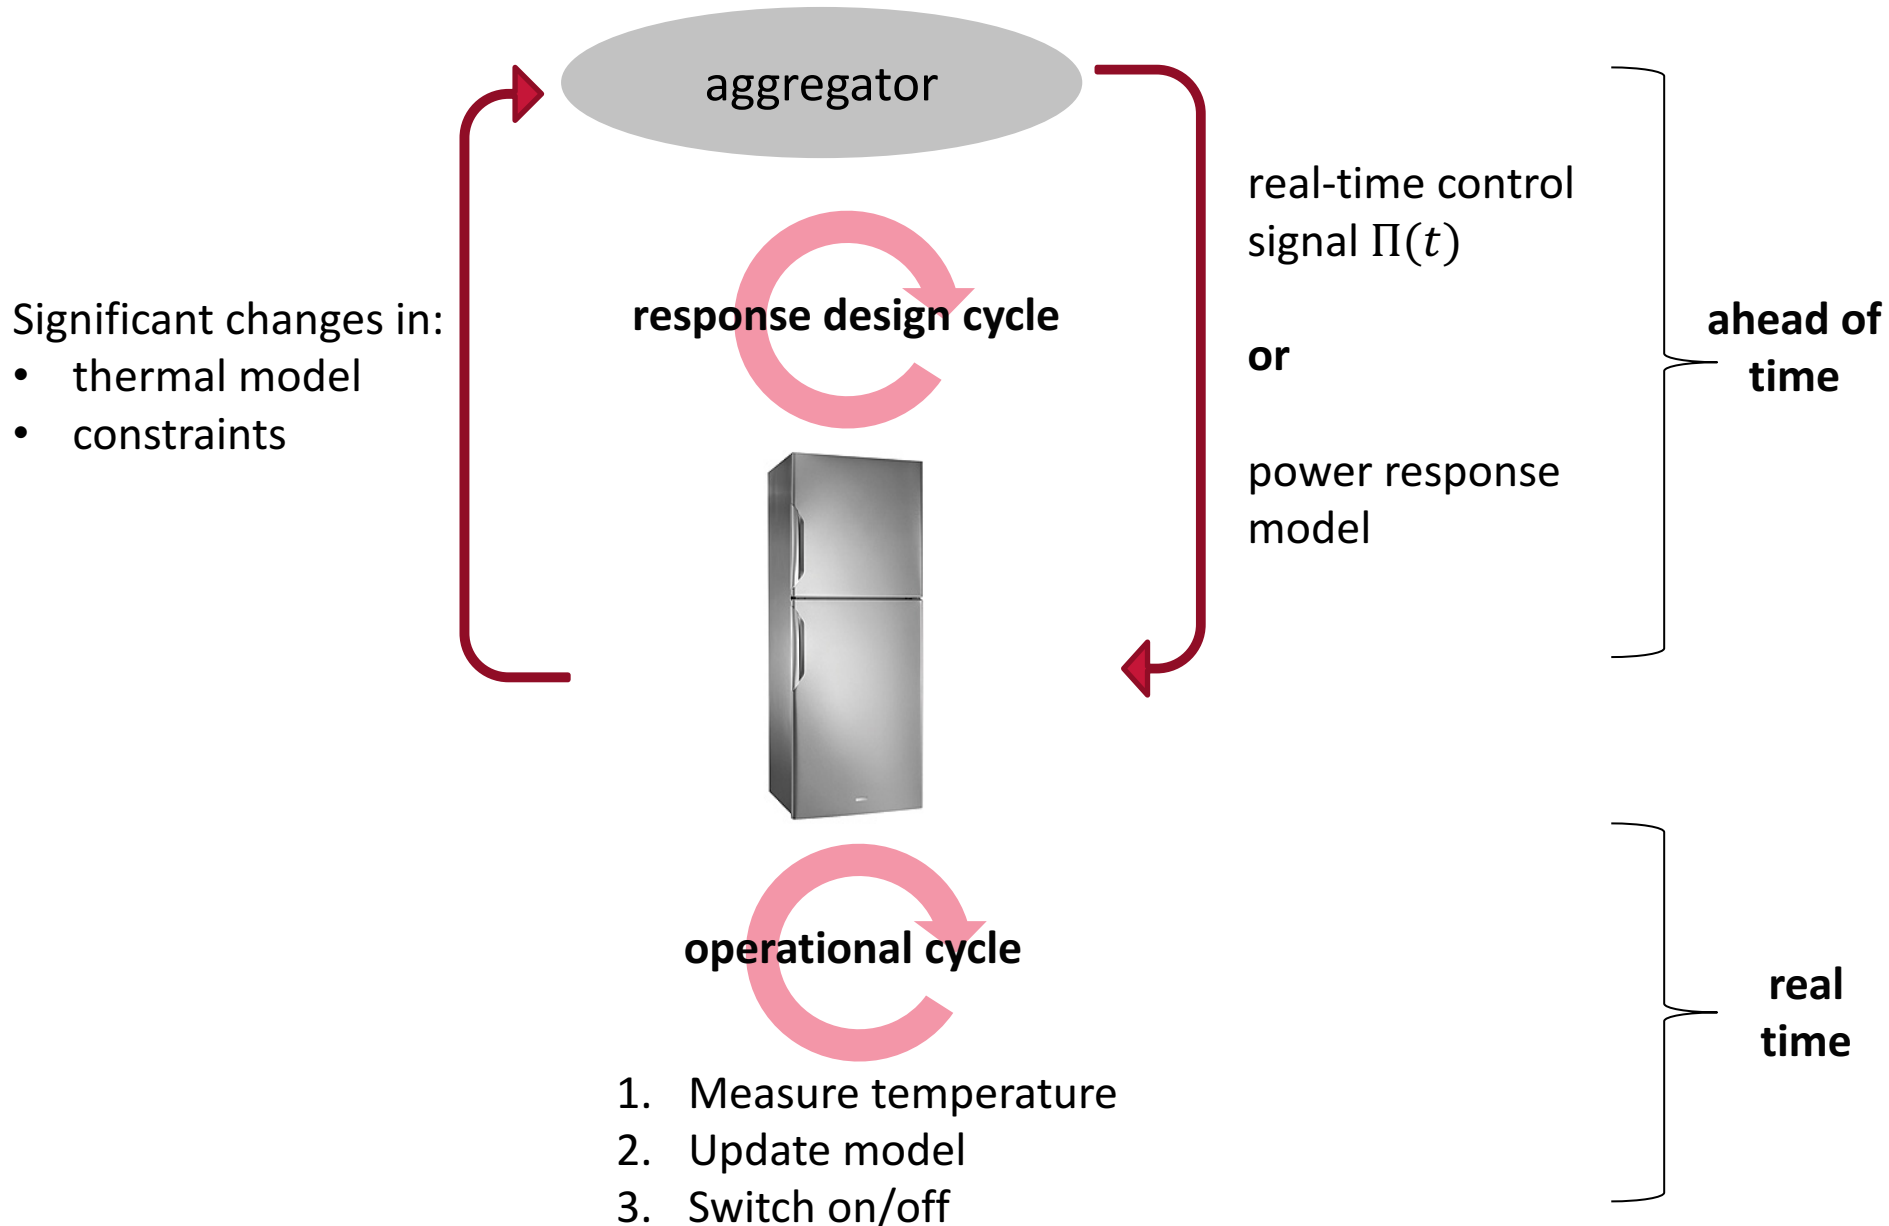 aggregator
real-time control
signal Π(t)
or
power response
model
ahead of
time
response design cycle
Significant changes in:
• thermal model
• constraints
operational cycle
real
time
1. Measure temperature
2. Update model
3. Switch on/off